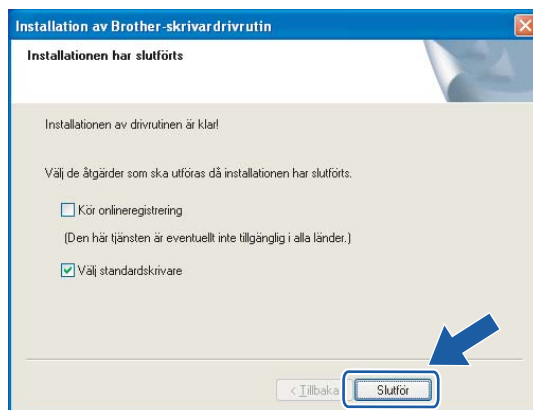 Installation av Brother-skrivardrivrutin
Installationen har slutförts
Installationen av drivrutinen är klar!
Välj de åtgärder som ska utföras då installationen har slutförts.
Kör onlineregistrering
(Den här tjänsten är eventuellt inte tillgänglig i alla länder.)
Välj standardskrivare
< Tillbaka
Slutför